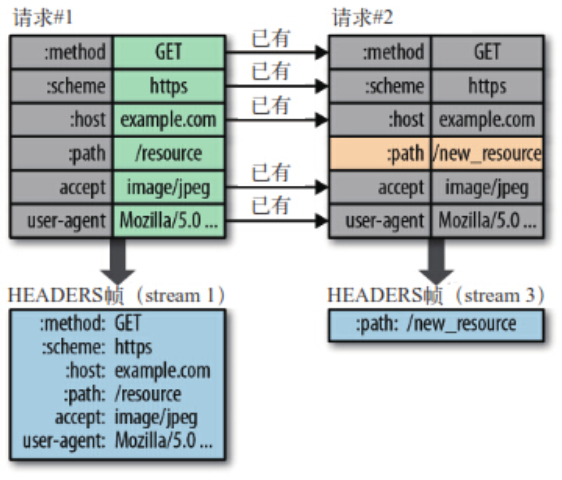 请求#1
:method GET
:scheme https
:host example.com
:path /resource
accept image/jpeg
user-agent Mozilla/5.0 ...
已有
已有
已有
已有
已有
请求#2
:method GET
:scheme https
:host example.com
:path /new_resource
accept image/jpeg
user-agent Mozilla/5.0 ...
HEADERS帧（stream 1）
:method: GET
:scheme: https
:host: example.com
:path: /resource
accept: image/jpeg
user-agent: Mozilla/5.0 ...
HEADERS帧（stream 3）
:path: /new_resource